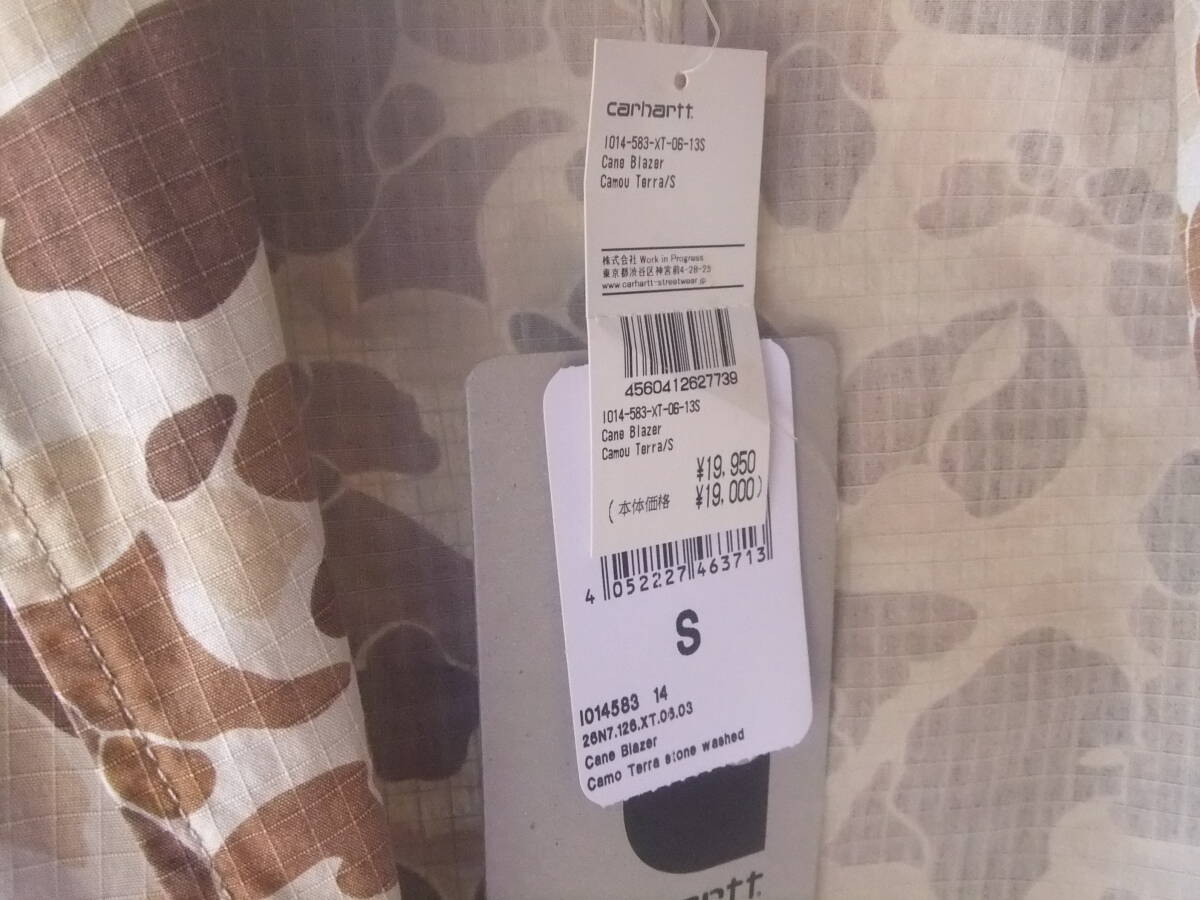 carhartt
I014-583-XT-06-13S
Cane Blazer
Camou Terra/S
株式会社 Work in Progress
東京都渋谷区神宮前4-28-25
www.carhartt-streetwear.jp
4560412627739
I014-583-XT-06-13S
Cane Blazer
Camou Terra/S
¥19,950
(本体価格 ¥19,000)
4 052227 463713
S
I014583 14
26N7.126.XT.06.03
Cane Blazer
Camo Terra stone washed